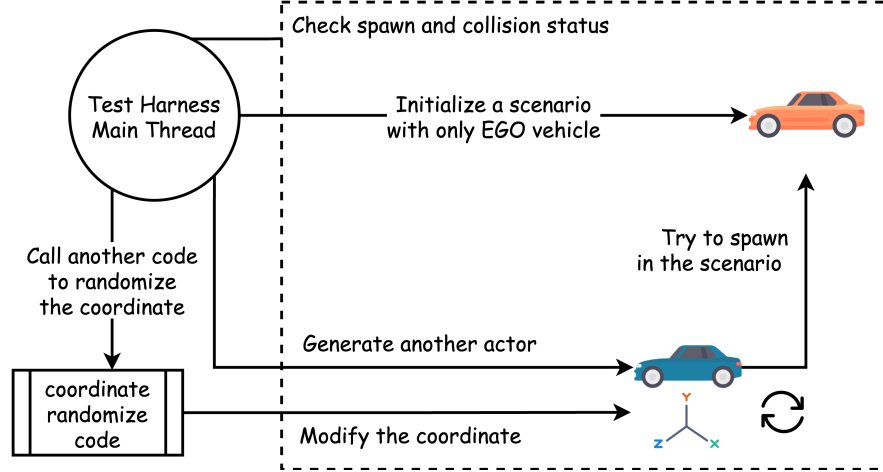 Check spawn and collision status
Test Harness
Main Thread
Initialize a scenario
with only EGO vehicle
Call another code
to randomize
the coordinate
Try to spawn
in the scenario
Generate another actor
coordinate
randomize
code
Modify the coordinate
Y
Z
X